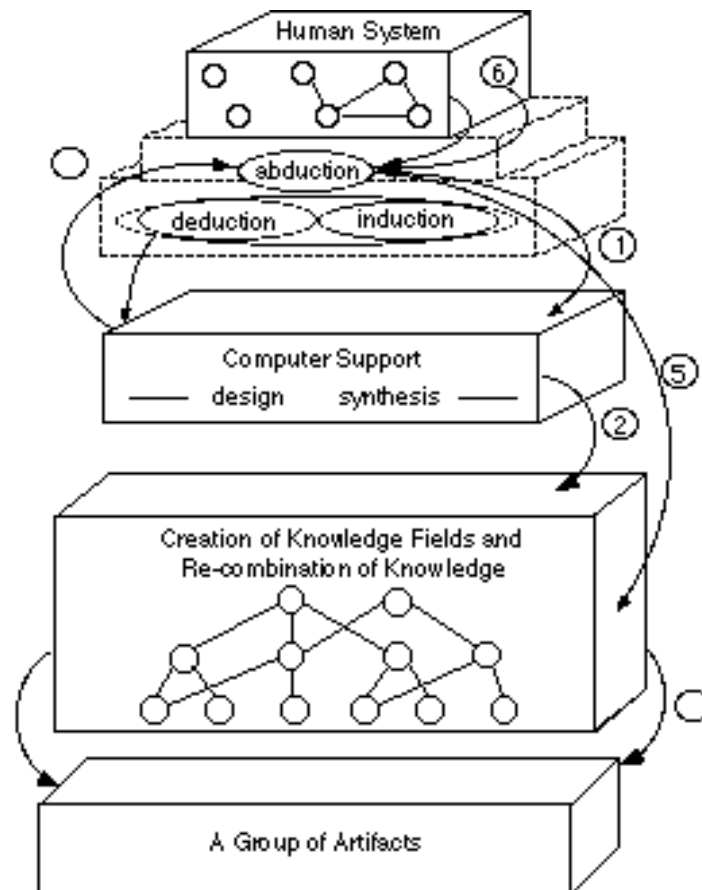 Human System
6
abduction
deduction induction
1
Computer Support
design synthesis
5
2
Creation of Knowledge Fields and
Re-combination of Knowledge
A Group of Artifacts